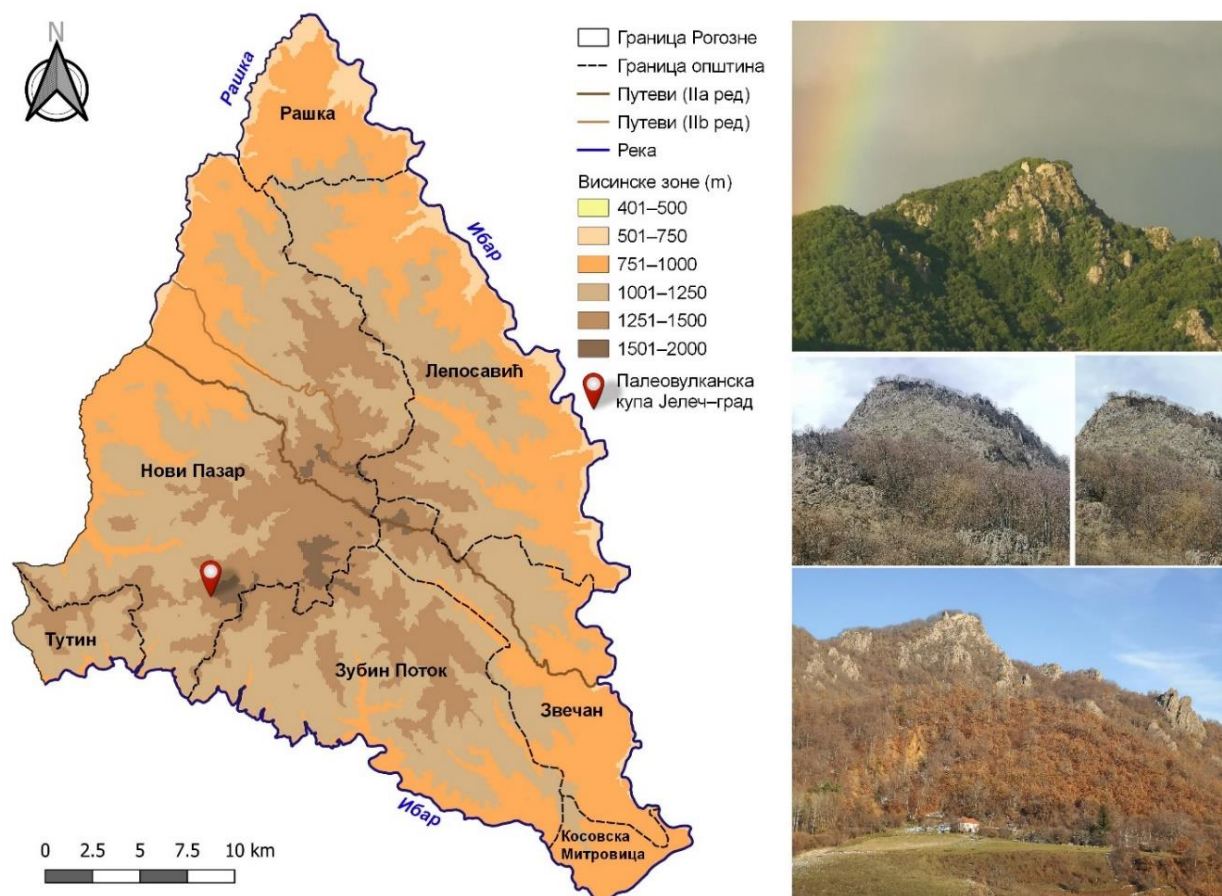 N
Рашка
Рашка
Ибар
Лепосавић
Нови Пазар
Тутин
Зубин Поток
Звечан
Ибар
Косовска
Митровица
0 2.5 5 7.5 10 km
Граница Рогозне
Граница општина
Путеви (IIa ред)
Путеви (IIb ред)
Река
Висинске зоне (m)
401–500
501–750
751–1000
1001–1250
1251–1500
1501–2000
Палеовулканска
купа Јелеч–град